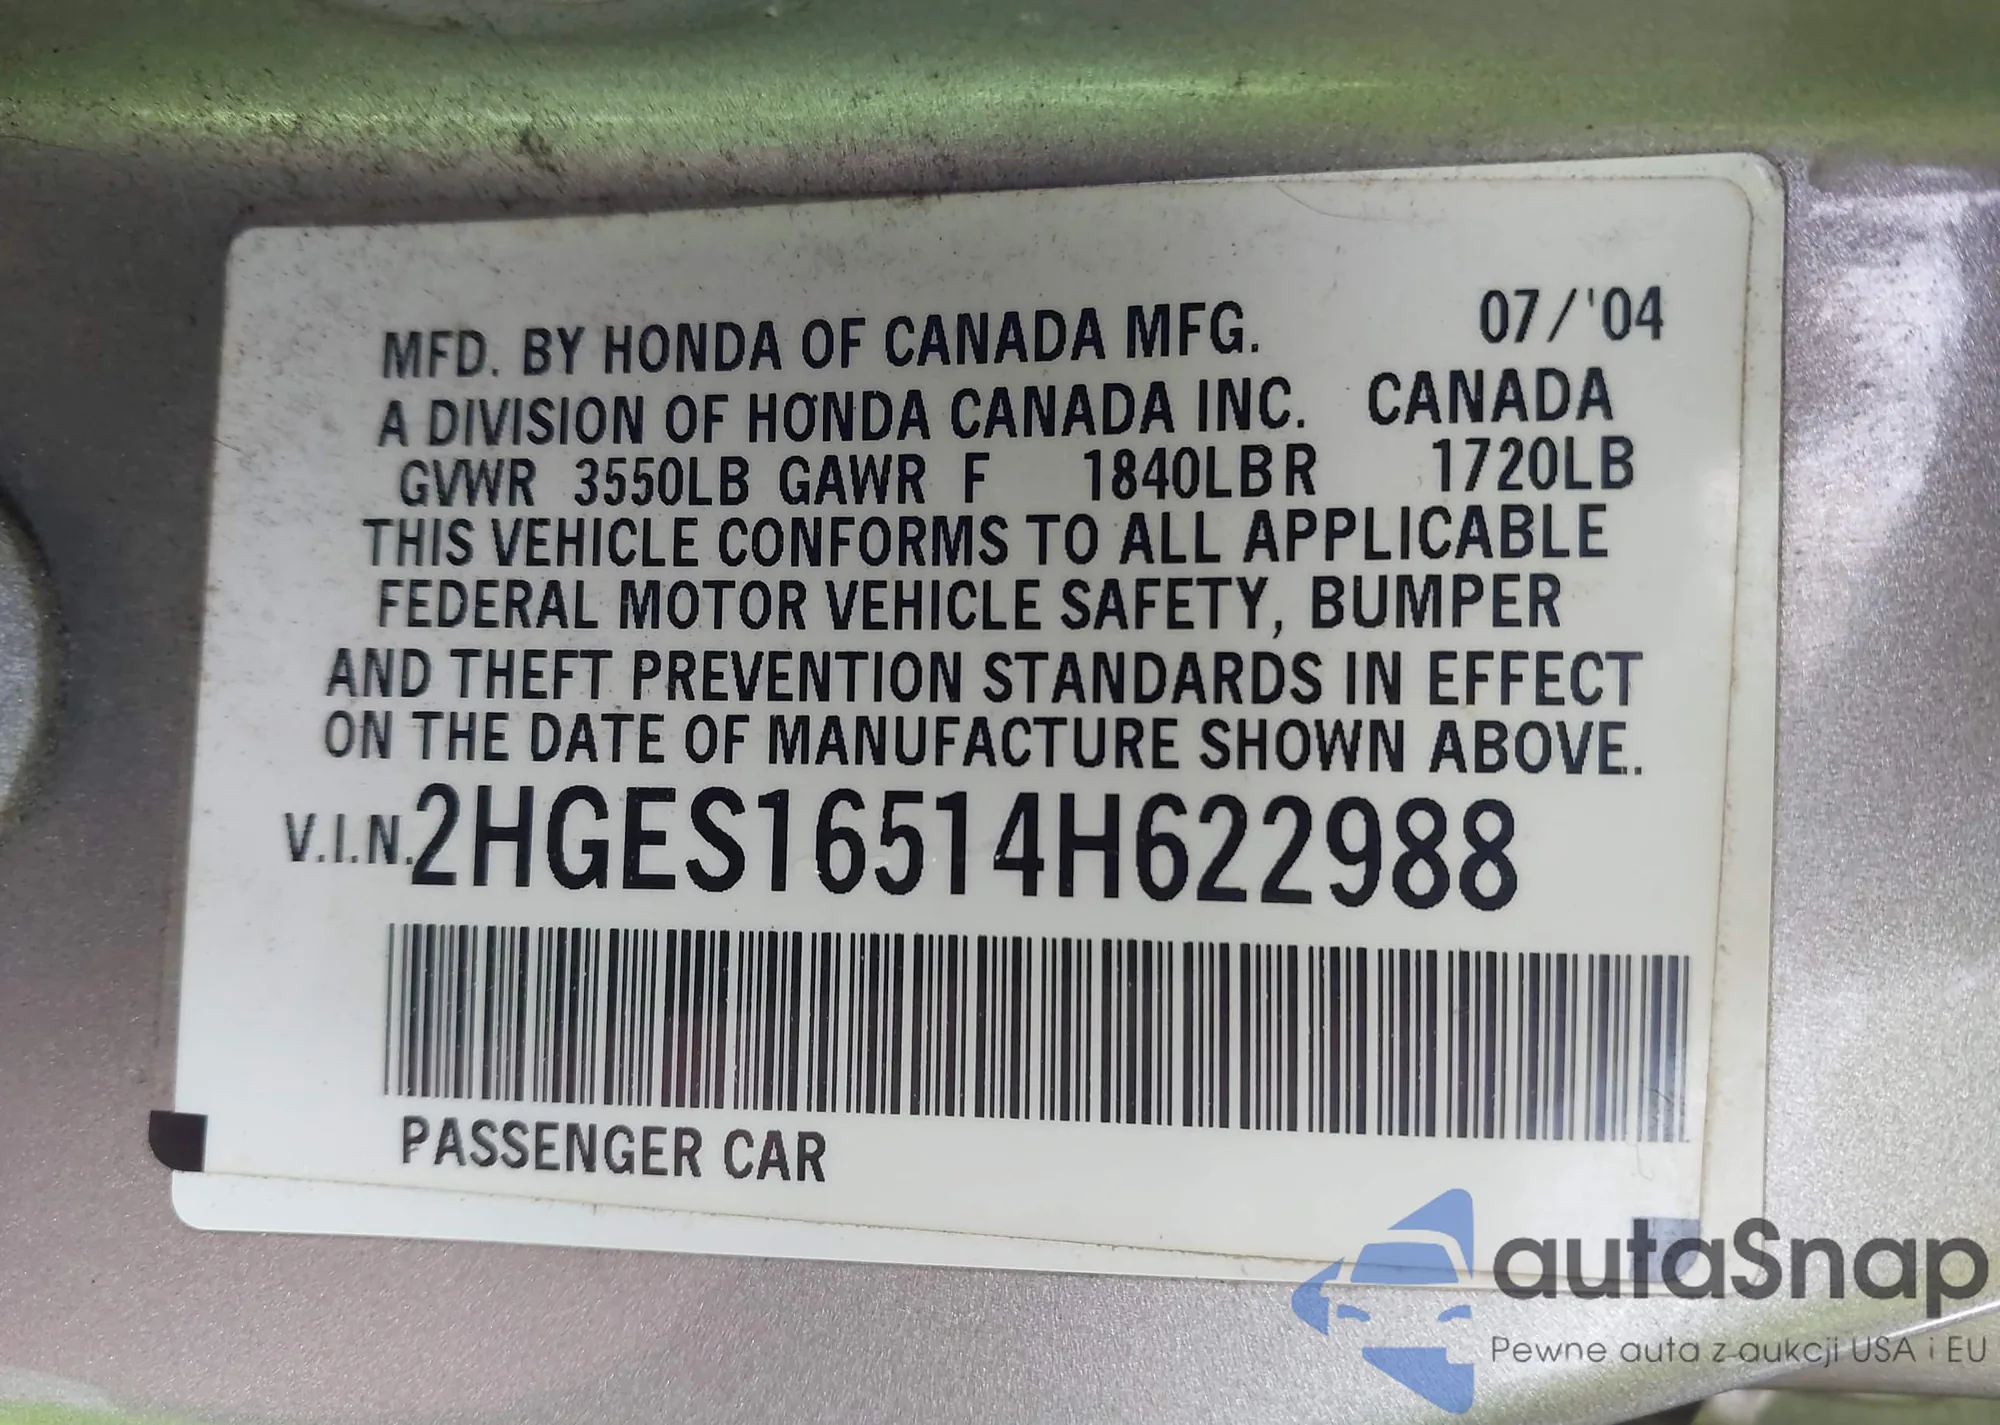 07/'04
MFD. BY HONDA OF CANADA MFG.
A DIVISION OF HONDA CANADA INC. CANADA
GVWR 3550LB GAWR F 1840LB R 1720LB
THIS VEHICLE CONFORMS TO ALL APPLICABLE
FEDERAL MOTOR VEHICLE SAFETY, BUMPER
AND THEFT PREVENTION STANDARDS IN EFFECT
ON THE DATE OF MANUFACTURE SHOWN ABOVE.
V.I.N. 2HGES16514H622988
PASSENGER CAR
autaSnap
Pewne auta z aukcji USA i EU